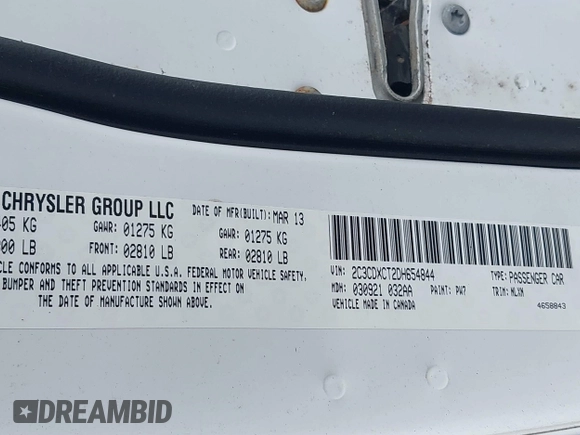 CHRYSLER GROUP LLC
DATE OF MFR(BUILT): MAR 13
05 KG GAWR: 01275 KG GAWR: 01275 KG
00 LB FRONT: 02810 LB REAR: 02810 LB
CONFORMS TO ALL APPLICABLE U.S.A. FEDERAL MOTOR VEHICLE SAFETY,
BUMPER AND THEFT PREVENTION STANDARDS IN EFFECT ON
THE DATE OF MANUFACTURE SHOWN ABOVE.
VIN: 2C3CDXCT2DH654844 TYPE: PASSENGER CAR
MDH: 030921 032AA PAINT: PW7 TRIM: NLXN
VEHICLE MADE IN CANADA 4658843
DREAMBID